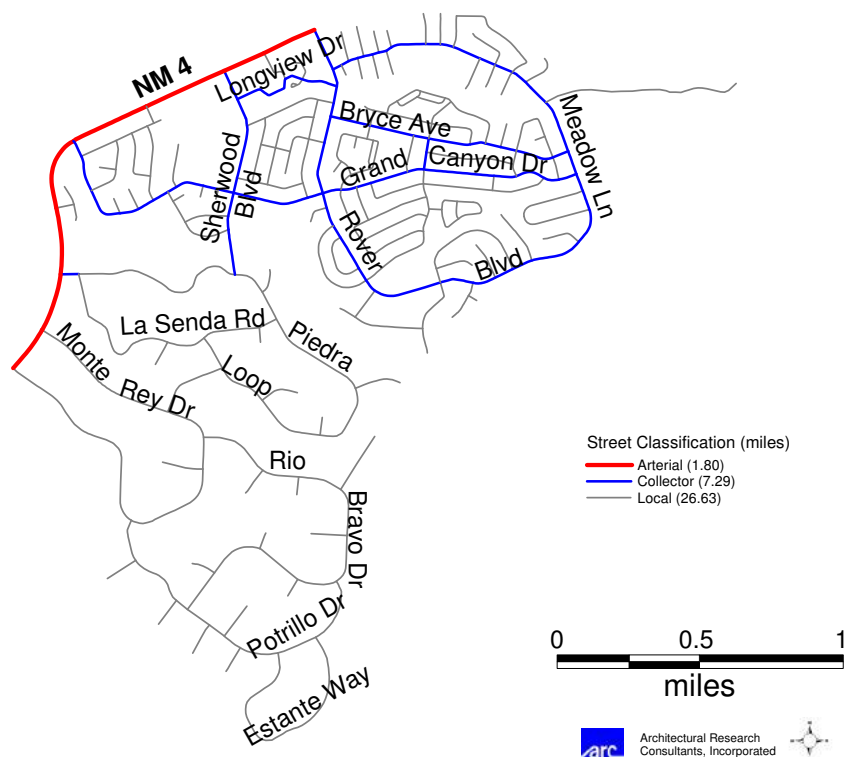 NM 4
Longview Dr
Bryce Ave
Meadow Ln
Canyon Dr
Grand
Sherwood
Blvd
Rover
Blvd
La Senda Rd
Piedra
Monte
Loop
Rey Dr
Rio
Bravo Dr
Potrillo Dr
Estante Way
Street Classification (miles)
Arterial (1.80)
Collector (7.29)
Local (26.63)
0 0.5 1
miles
arc
Architectural Research
Consultants, Incorporated